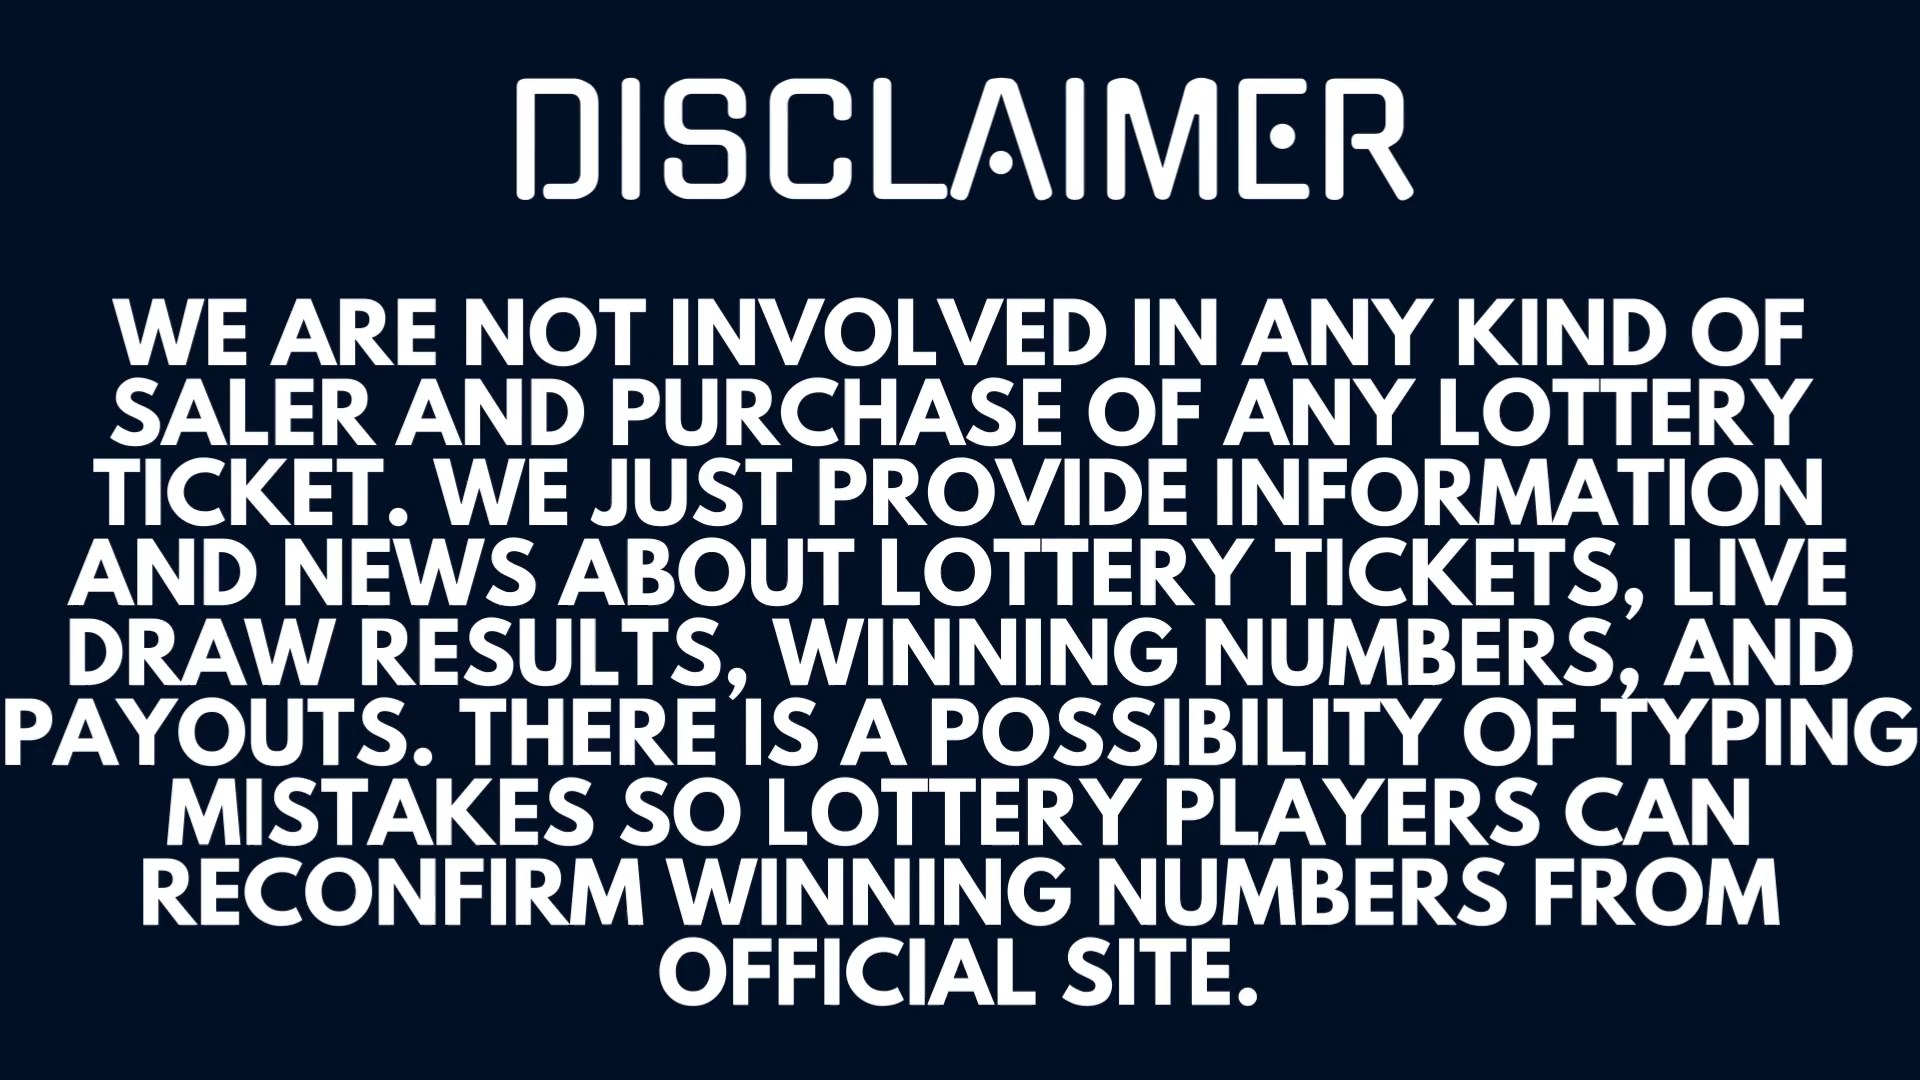 DISCLAIMER
WE ARE NOT INVOLVED IN ANY KIND OF
SALER AND PURCHASE OF ANY LOTTERY
TICKET. WE JUST PROVIDE INFORMATION
AND NEWS ABOUT LOTTERY TICKETS, LIVE
DRAW RESULTS, WINNING NUMBERS, AND
PAYOUTS. THERE IS A POSSIBILITY OF TYPING
MISTAKES SO LOTTERY PLAYERS CAN
RECONFIRM WINNING NUMBERS FROM
OFFICIAL SITE.